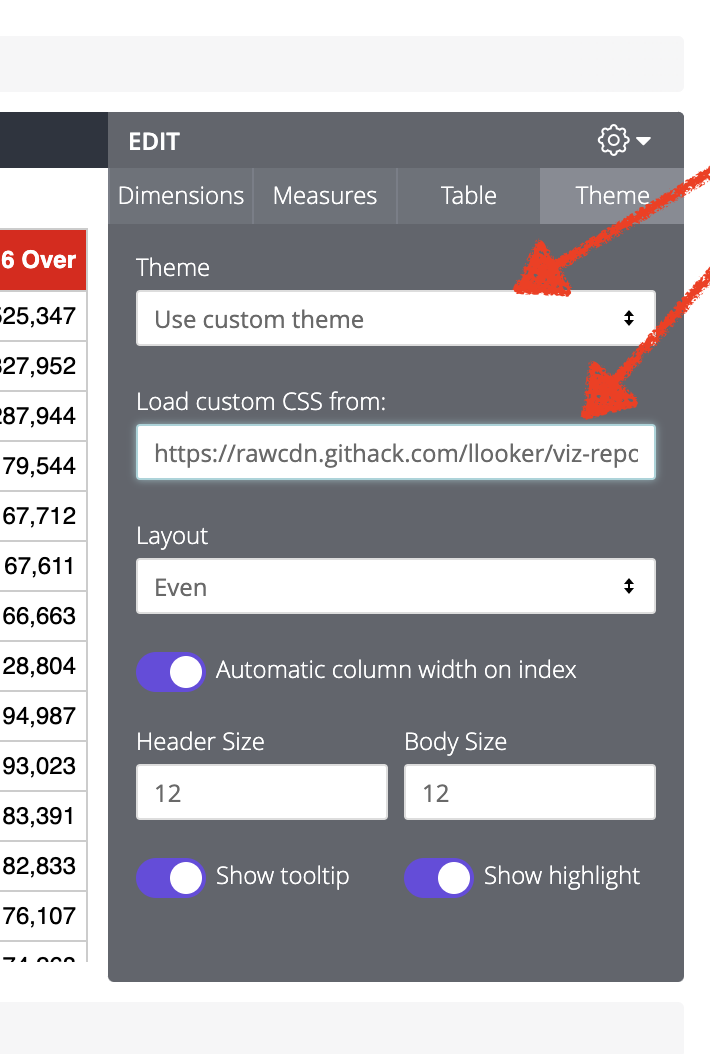 EDIT
Dimensions Measures Table Theme
6 Over
Theme
525,347
Use custom theme
327,952
Load custom CSS from:
287,944
https://rawcdn.githack.com/llooker/viz-repo
79,544
67,712
Layout
67,611
Even
66,663
28,804
Automatic column width on index
94,987
Header Size Body Size
93,023
12 12
83,391
82,833
Show tooltip Show highlight
76,107